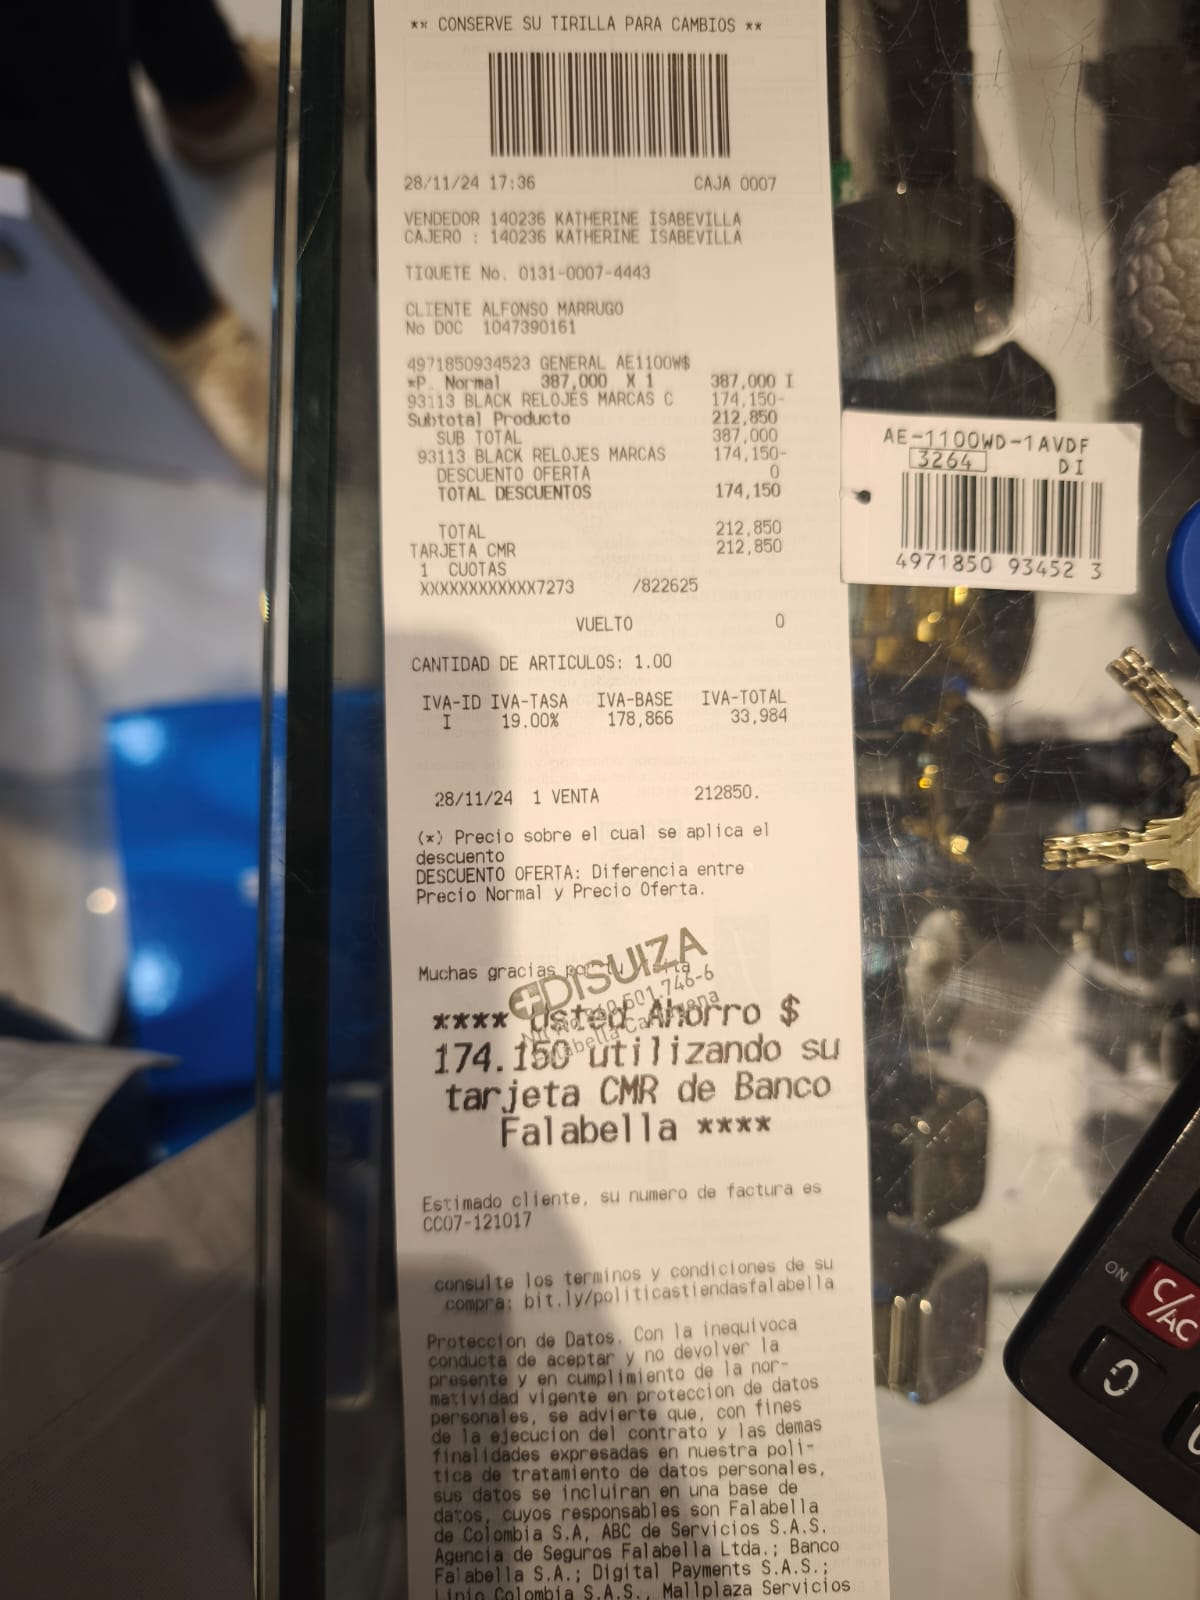 ** CONSERVE SU TIRILLA PARA CAMBIOS **
28/11/24 17:36 CAJA 0007
VENDEDOR 140236 KATHERINE ISABEVILLA
CAJERO : 140236 KATHERINE ISABEVILLA
TIQUETE No. 0131-0007-4443
CLIENTE ALFONSO MARRUGO
No DOC 1047390161
4971850934523 GENERAL AE1100W$
*P. Normal 387,000 X 1 387,000 I
93113 BLACK RELOJES MARCAS C 174,150-
Subtotal Producto 212,850
SUB TOTAL 387,000
93113 BLACK RELOJES MARCAS 174,150-
DESCUENTO OFERTA 0
TOTAL DESCUENTOS 174,150
TOTAL 212,850
TARJETA CMR 212,850
1 CUOTAS
XXXXXXXXXXXX7273 /822625
VUELTO 0
CANTIDAD DE ARTICULOS: 1.00
IVA-ID IVA-TASA IVA-BASE IVA-TOTAL
I 19.00% 178,866 33,984
28/11/24 1 VENTA 212850.
(*) Precio sobre el cual se aplica el
descuento
DESCUENTO OFERTA: Diferencia entre
Precio Normal y Precio Oferta.
Muchas gracias
DISUIZA
**** Usted Ahorro $
174.150 utilizando su
tarjeta CMR de Banco
Falabella ****
Estimado cliente, su numero de factura es
CC07-121017
consulte los terminos y condiciones de su
compra: bit.ly/politicastiendasfalabella
Proteccion de Datos. Con la inequivoca
conducta de aceptar y no devolver la
presente y en cumplimiento de la nor-
matividad vigente en proteccion de datos
personales, se advierte que, con fines
de la ejecucion del contrato y las demas
finalidades expresadas en nuestra poli-
tica de tratamiento de datos personales,
sus datos se incluiran en una base de
datos, cuyos responsables son Falabella
de Colombia S.A, ABC de Servicios S.A.S.
Agencia de Seguros Falabella Ltda.; Banco
Falabella S.A.; Digital Payments S.A.S.;
Colombia S.A.S., Mallplaza Servicios
AE-1100WD-1AVDF
3264 DI
4971850 93452 3
ON
C/AC